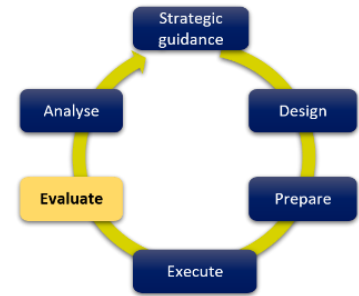 Strategic
guidance
Design
Prepare
Execute
Evaluate
Analyse